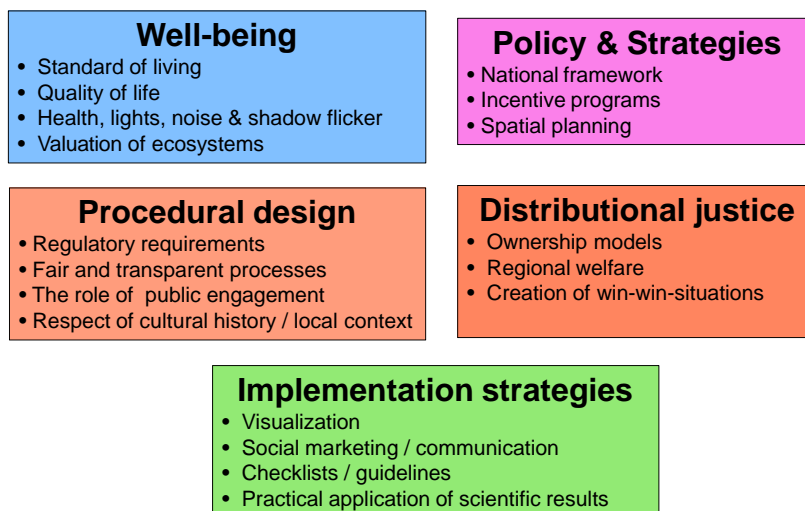 Well-being
• Standard of living
• Quality of life
• Health, lights, noise & shadow flicker
• Valuation of ecosystems
Policy & Strategies
• National framework
• Incentive programs
• Spatial planning
Procedural design
• Regulatory requirements
• Fair and transparent processes
• The role of public engagement
• Respect of cultural history / local context
Distributional justice
• Ownership models
• Regional welfare
• Creation of win-win-situations
Implementation strategies
• Visualization
• Social marketing / communication
• Checklists / guidelines
• Practical application of scientific results